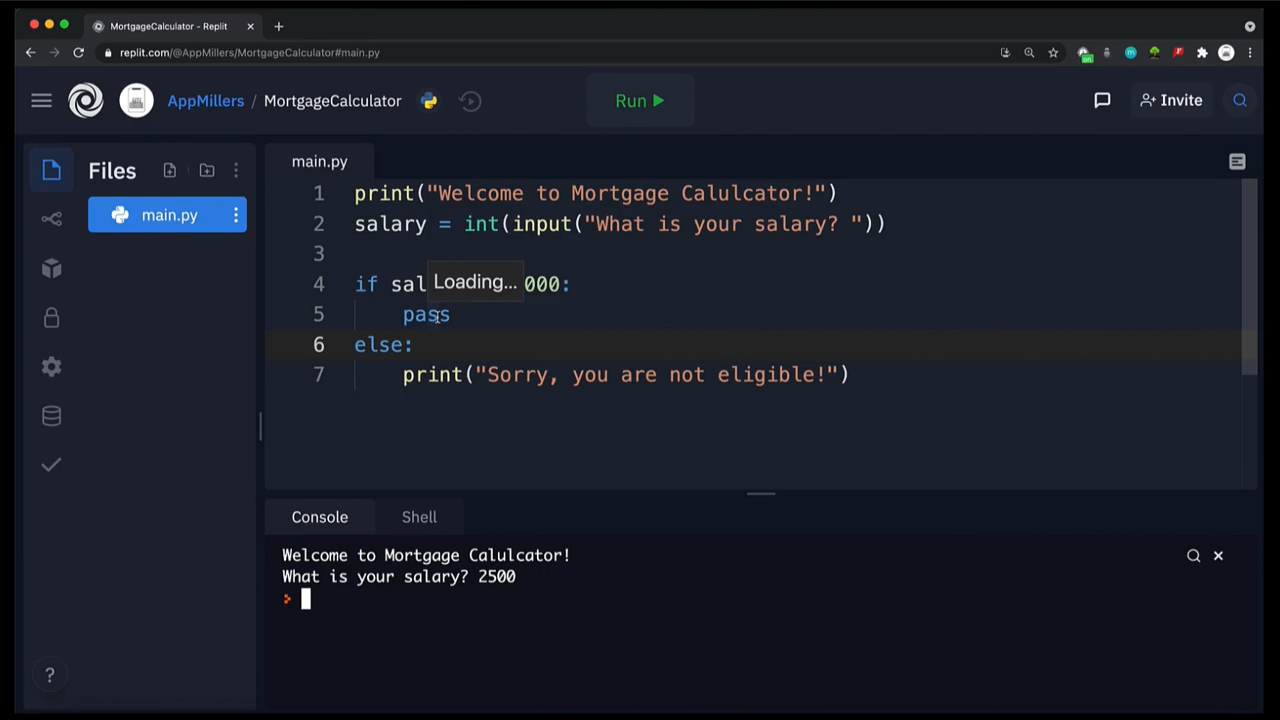 MortgageCalculator - Replit
replit.com/@AppMillers/MortgageCalculator#main.py
AppMillers / MortgageCalculator
Run
Invite
Files
main.py
main.py
1 print("Welcome to Mortgage Calulcator!")
2 salary = int(input("What is your salary? "))
3
4 if sal Loading... 000:
5 pass
6 else:
7 print("Sorry, you are not eligible!")
Console Shell
Welcome to Mortgage Calulcator!
What is your salary? 2500
>
?